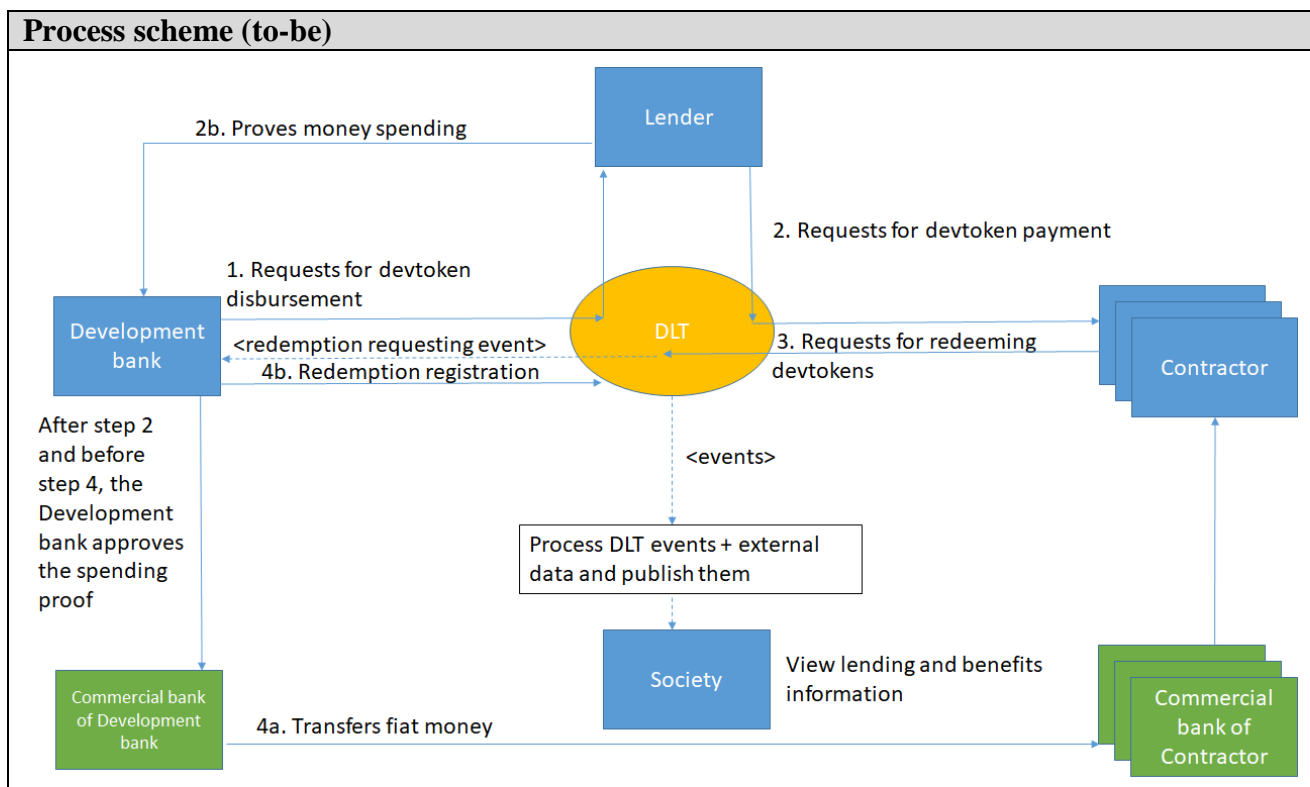 Process scheme (to-be)
Lender
2b. Proves money spending
2. Requests for devtoken payment
1. Requests for devtoken
disbursement
Development
bank
DLT
<redemption requesting event>
4b. Redemption registration
3. Requests for redeeming
devtokens
Contractor
After step 2
and before
step 4, the
Development
bank approves
the spending
proof
<events>
Process DLT events + external
data and publish them
Society
View lending and benefits
information
Commercial bank
of Development
bank
4a. Transfers fiat money
Commercial
bank of
Contractor